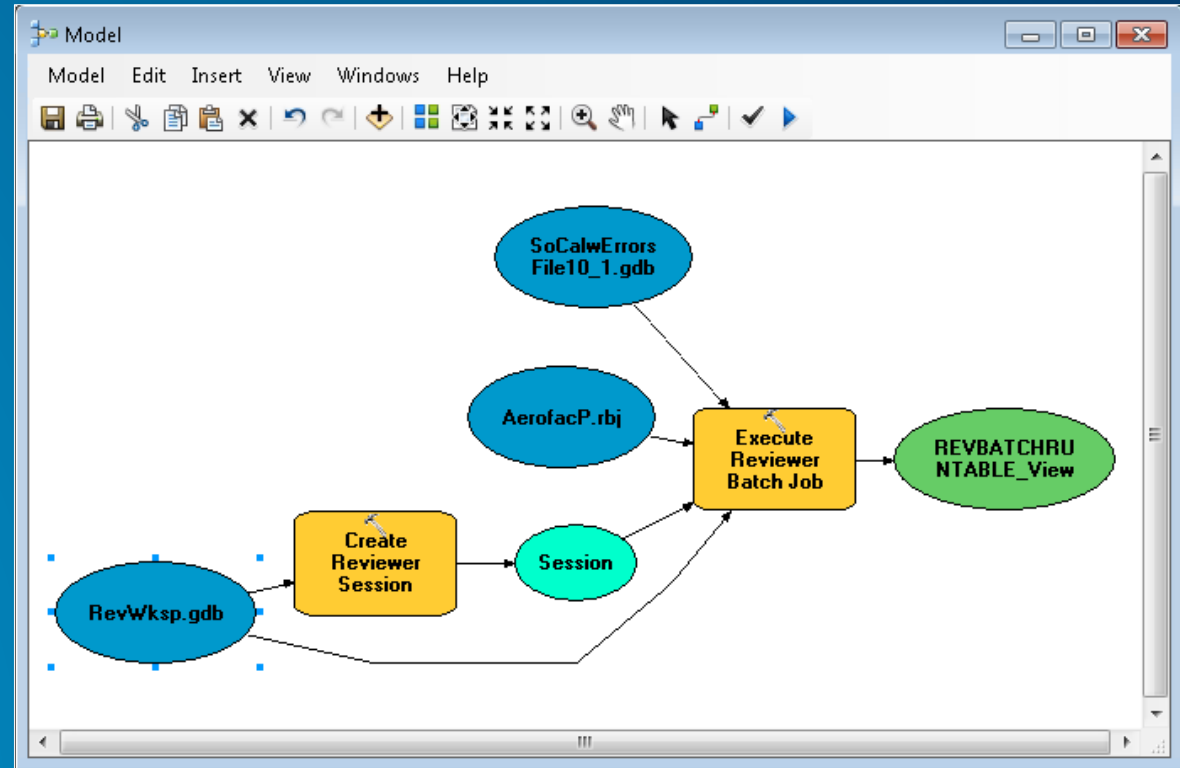 Model
Model Edit Insert View Windows Help
SoCalwErrors
File10_1.gdb
AerofacP.rbj
Execute
Reviewer
Batch Job
REVBATCHRU
NTABLE_View
Create
Reviewer
Session
Session
RevWksp.gdb